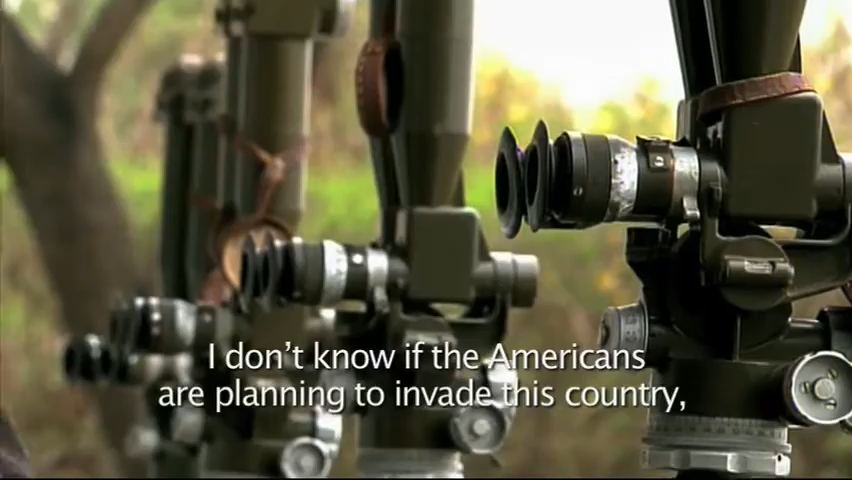 I don't know if the Americans
are planning to invade this country,